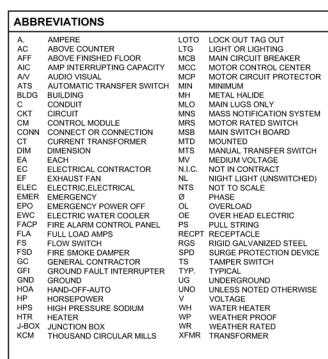 ABBREVIATIONS
A. AMPERE
AC ABOVE COUNTER
AFF ABOVE FINISHED FLOOR
AIC AMP INTERRUPTING CAPACITY
A/V AUDIO VISUAL
ATS AUTOMATIC TRANSFER SWITCH
BLDG BUILDING
C CONDUIT
CKT CIRCUIT
CM CONTROL MODULE
CONN CONNECT OR CONNECTION
CT CURRENT TRANSFORMER
DIM DIMENSION
EA EACH
EC ELECTRICAL CONTRACTOR
EF EXHAUST FAN
ELEC ELECTRIC,ELECTRICAL
EMER EMERGENCY
EPO EMERGENCY POWER OFF
EWC ELECTRIC WATER COOLER
FACP FIRE ALARM CONTROL PANEL
FLA FULL LOAD AMPS
FS FLOW SWITCH
FSD FIRE SMOKE DAMPER
GC GENERAL CONTRACTOR
GFI GROUND FAULT INTERRUPTER
GND GROUND
HOA HAND-OFF-AUTO
HP HORSEPOWER
HPS HIGH PRESSURE SODIUM
HTR HEATER
J-BOX JUNCTION BOX
KCM THOUSAND CIRCULAR MILLS
LOTO LOCK OUT TAG OUT
LTG LIGHT OR LIGHTING
MCB MAIN CIRCUIT BREAKER
MCC MOTOR CONTROL CENTER
MCP MOTOR CIRCUIT PROTECTOR
MIN MINIMUM
MH METAL HALIDE
MLO MAIN LUGS ONLY
MNS MASS NOTIFICATION SYSTEM
MRS MOTOR RATED SWITCH
MSB MAIN SWITCH BOARD
MTD MOUNTED
MTS MANUAL TRANSFER SWITCH
MV MEDIUM VOLTAGE
N.I.C. NOT IN CONTRACT
NL NIGHT LIGHT (UNSWITCHED)
NTS NOT TO SCALE
Ø PHASE
OL OVERLOAD
OE OVER HEAD ELECTRIC
PS PULL STRING
RECPT RECEPTACLE
RGS RIGID GALVANIZED STEEL
SPD SURGE PROTECTION DEVICE
TS TAMPER SWITCH
TYP. TYPICAL
UG UNDERGROUND
UNO UNLESS NOTED OTHERWISE
V VOLTAGE
WH WATER HEATER
WP WEATHER PROOF
WR WEATHER RATED
XFMR TRANSFORMER